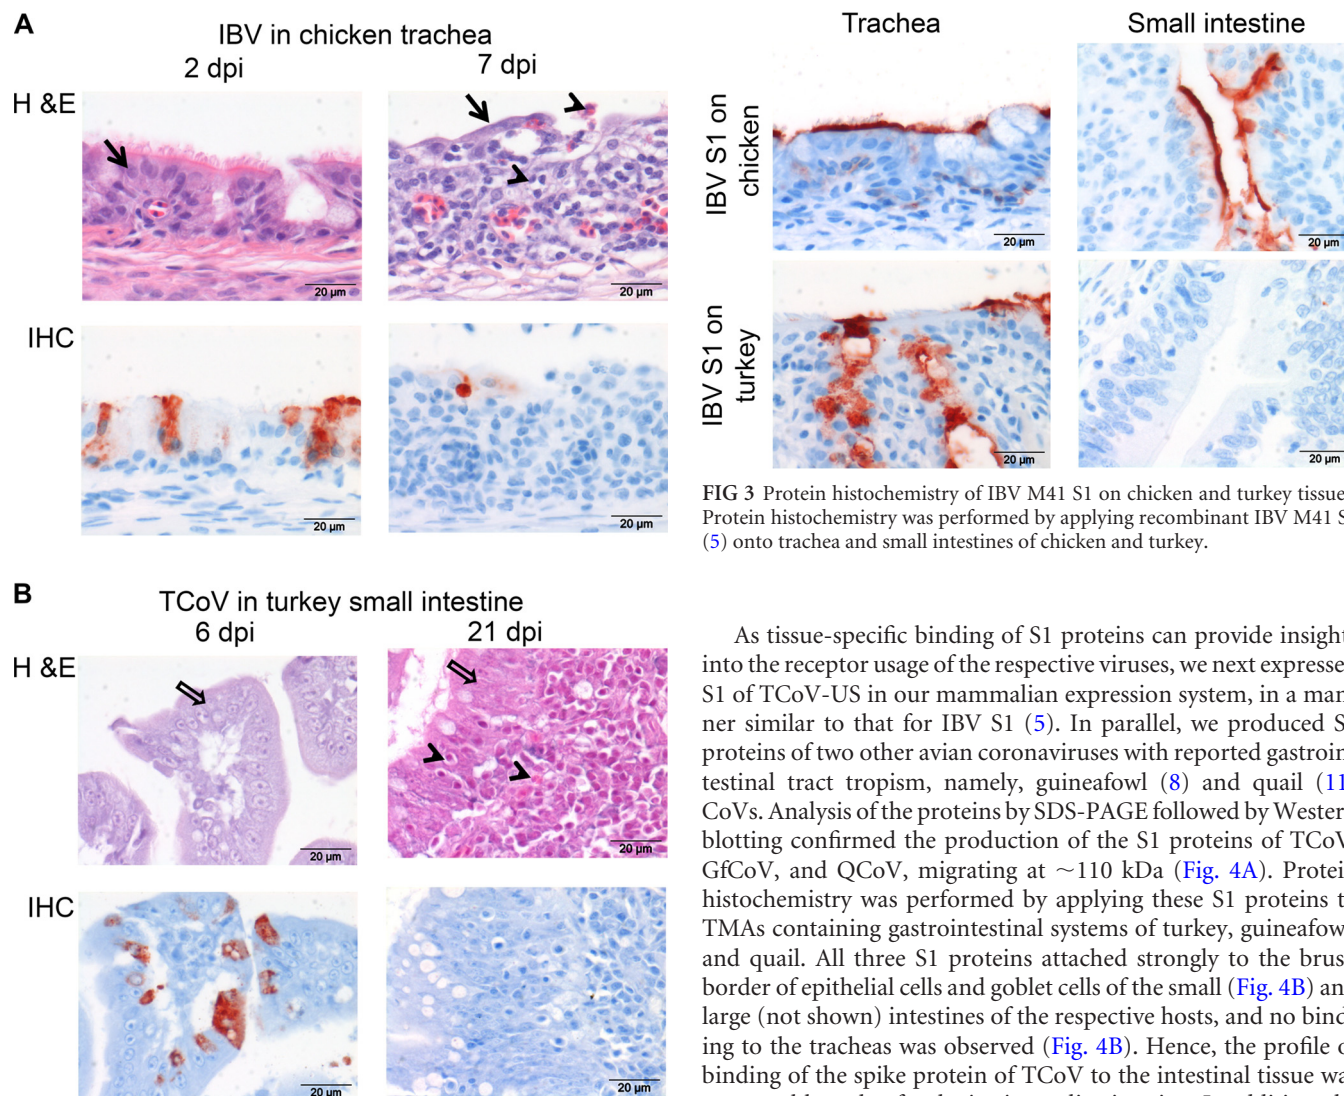 A
IBV in chicken trachea
2 dpi
7 dpi
H &E
20 µm
20 µm
IHC
20 µm
20 µm
B
TCoV in turkey small intestine
6 dpi
21 dpi
H &E
20 µm
20 µm
IHC
20 µm
20 µm
Trachea
Small intestine
IBV S1 on
chicken
20 µm
20 µm
IBV S1 on
turkey
20 µm
20 µm
FIG 3 Protein histochemistry of IBV M41 S1 on chicken and turkey tissue
Protein histochemistry was performed by applying recombinant IBV M41 S
(5) onto trachea and small intestines of chicken and turkey.
As tissue-specific binding of S1 proteins can provide insight
into the receptor usage of the respective viruses, we next expresse
S1 of TCoV-US in our mammalian expression system, in a man
ner similar to that for IBV S1 (5). In parallel, we produced S
proteins of two other avian coronaviruses with reported gastroin
testinal tract tropism, namely, guineafowl (8) and quail (11
CoVs. Analysis of the proteins by SDS-PAGE followed by Wester
blotting confirmed the production of the S1 proteins of TCoV
GfCoV, and QCoV, migrating at ~110 kDa (Fig. 4A). Protei
histochemistry was performed by applying these S1 proteins t
TMAs containing gastrointestinal systems of turkey, guineafow
and quail. All three S1 proteins attached strongly to the brus
border of epithelial cells and goblet cells of the small (Fig. 4B) an
large (not shown) intestines of the respective hosts, and no bind
ing to the tracheas was observed (Fig. 4B). Hence, the profile o
binding of the spike protein of TCoV to the intestinal tissue wa